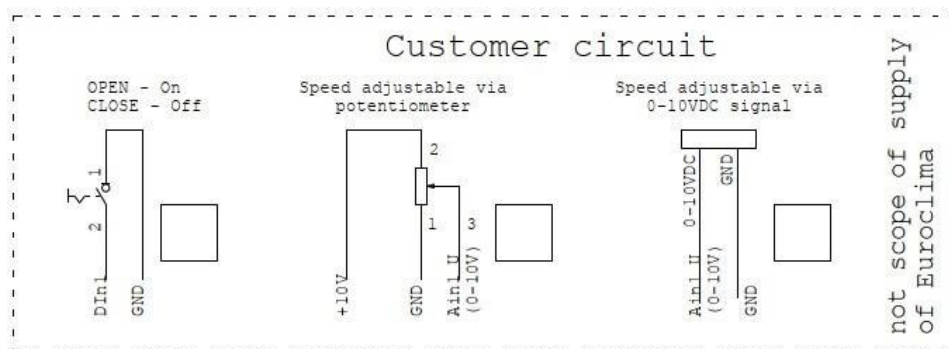 Customer circuit
OPEN - On
CLOSE - Off
1
2
DIn1
GND
Speed adjustable via
potentiometer
2
1
3
+10V
GND
Ain1 U
(0-10V)
Speed adjustable via
0-10VDC signal
0-10VDC
GND
Ain1 U
(0-10V)
GND
not scope of supply
of Euroclima